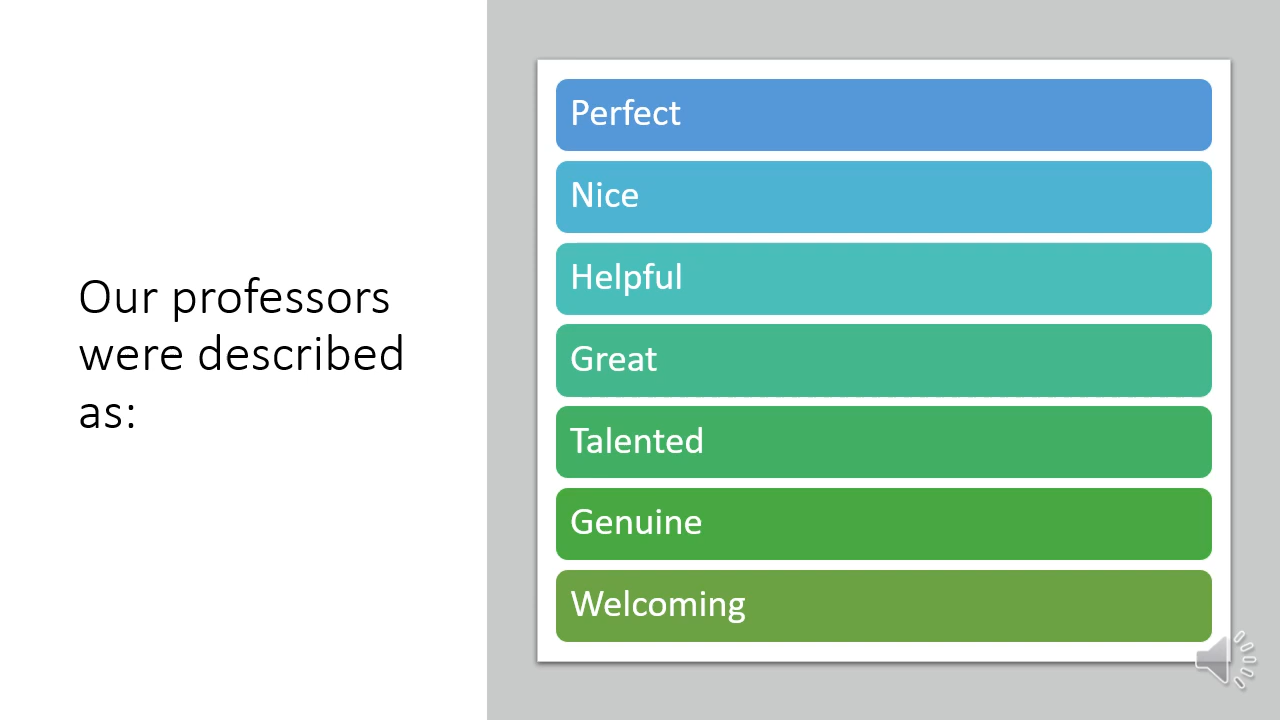 Our professors
were described
as:
Perfect
Nice
Helpful
Great
Talented
Genuine
Welcoming